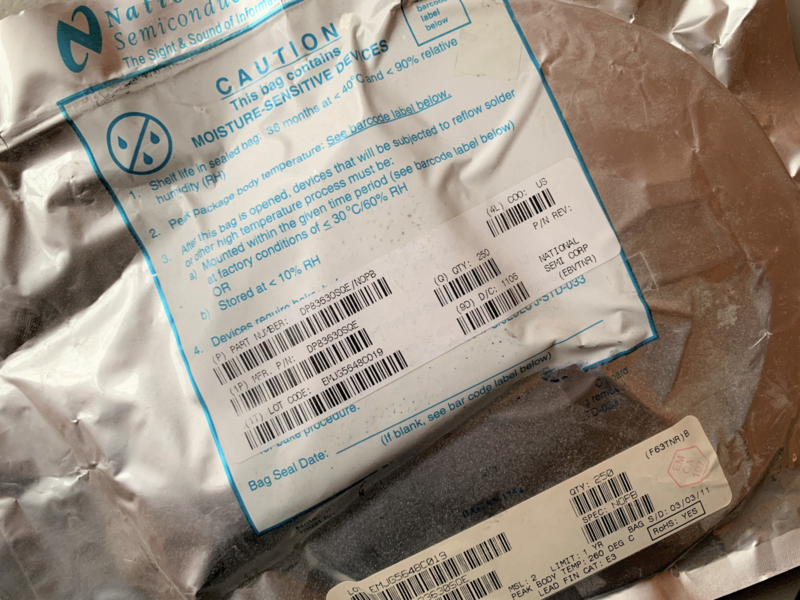 Semiconductor
The Sight & Sound of Information
barcode
label
below
CAUTION
This bag contains
MOISTURE-SENSITIVE DEVICES
1. Shelf life in sealed bag: 38 months at < 40°C and < 90% relative
humidity (RH)
2. Peak Package body temperature: See barcode label below.
3. After this bag is opened, devices that will be subjected to reflow solder
or other high temperature process must be:
a) Mounted within the given time period (see barcode label below)
at factory conditions of ≤ 30 °C/60% RH
OR
b) Stored at < 10% RH
4. Devices require
(4L) COO: US
P/N REV:
(P) PART NUMBER: DP83630SQE/NOPB
(Q) QTY: 250
NATIONAL
SEMI CORP
(EBVTNR)
(1P) MFR. P/N: DP83630SQE
(9D) D/C: 1106
-STD-033
(1T) LOT CODE: EMJG5648C019
procedure.
Bag Seal Date:
(If blank, see bar code label below)
(F63TNR)B
QTY: 250
SPEC: NOPB
BAG S/D: 03/03/11
RoHS: YES
EMJG5648C019
MSL: 2 LIMIT: 1 YR
PEAK BODY TEMP: 260 DEG C
LEAD FIN CAT: E3